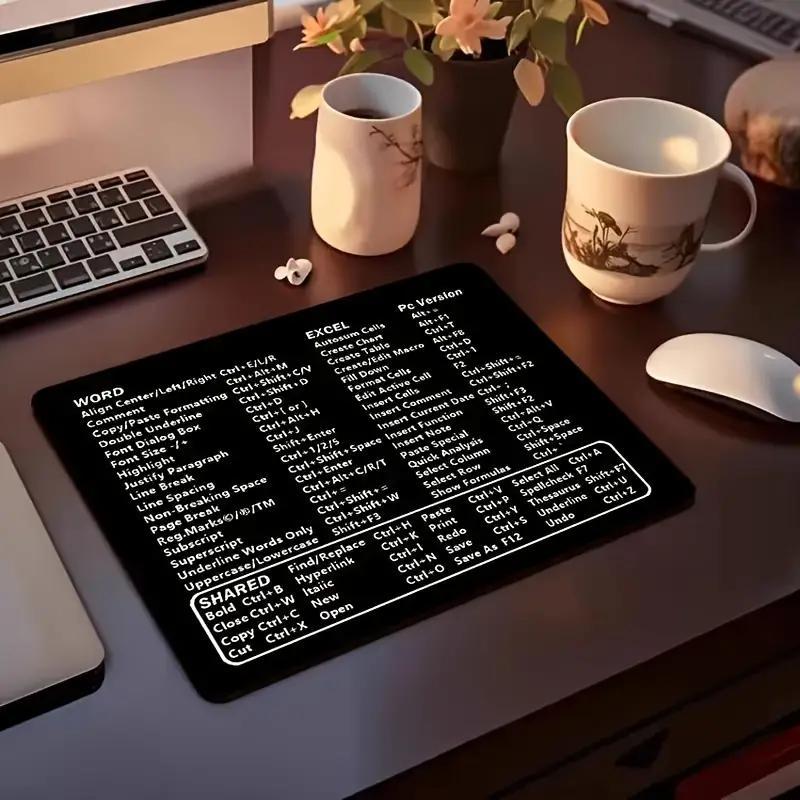 WORD
Align Center/Left/Right Ctrl+E/L/R
Comment Ctrl+Alt+M
Copy/Paste Formatting Ctrl+Shift+C/V
Double Underline Ctrl+Shift+D
Font Dialog Box Ctrl+D
Font Size -/+ Ctrl+[ or ]
Highlight Ctrl+Alt+H
Justify Paragraph Ctrl+J
Line Break Shift+Enter
Line Spacing Ctrl+1/2/5
Non-Breaking Space Ctrl+Shift+Space
Page Break Ctrl+Enter
Reg.Marks©/®/TM Ctrl+Alt+C/R/T
Subscript Ctrl+=
Superscript Ctrl+Shift+=
Underline Words Only Ctrl+Shift+W
Uppercase/Lowercase Shift+F3
EXCEL Pc Version
Autosum Cells Alt+=
Create Chart Alt+F1
Create Table Ctrl+T
Create/Edit Macro Alt+F8
Fill Down Ctrl+D
Format Cells Ctrl+1
Edit Active Cell F2
Insert Cells Ctrl+Shift+=
Insert Comment Ctrl+Shift+F2
Insert Current Date Ctrl+;
Insert Function Shift+F3
Insert Note Shift+F2
Paste Special Ctrl+Alt+V
Quick Analysis Ctrl+Q
Select Column Ctrl+Space
Select Row Shift+Space
Show Formulas
SHARED
Bold Ctrl+B
Close Ctrl+W
Copy Ctrl+C
Cut Ctrl+X
Find/Replace Ctrl+H
Hyperlink Ctrl+K
Italic Ctrl+I
New Ctrl+N
Open Ctrl+O
Paste Ctrl+V
Print Ctrl+P
Redo Ctrl+Y
Save Ctrl+S
Save As F12
Select All Ctrl+A
Spellcheck F7
Thesaurus Shift+F7
Underline Ctrl+U
Undo Ctrl+Z